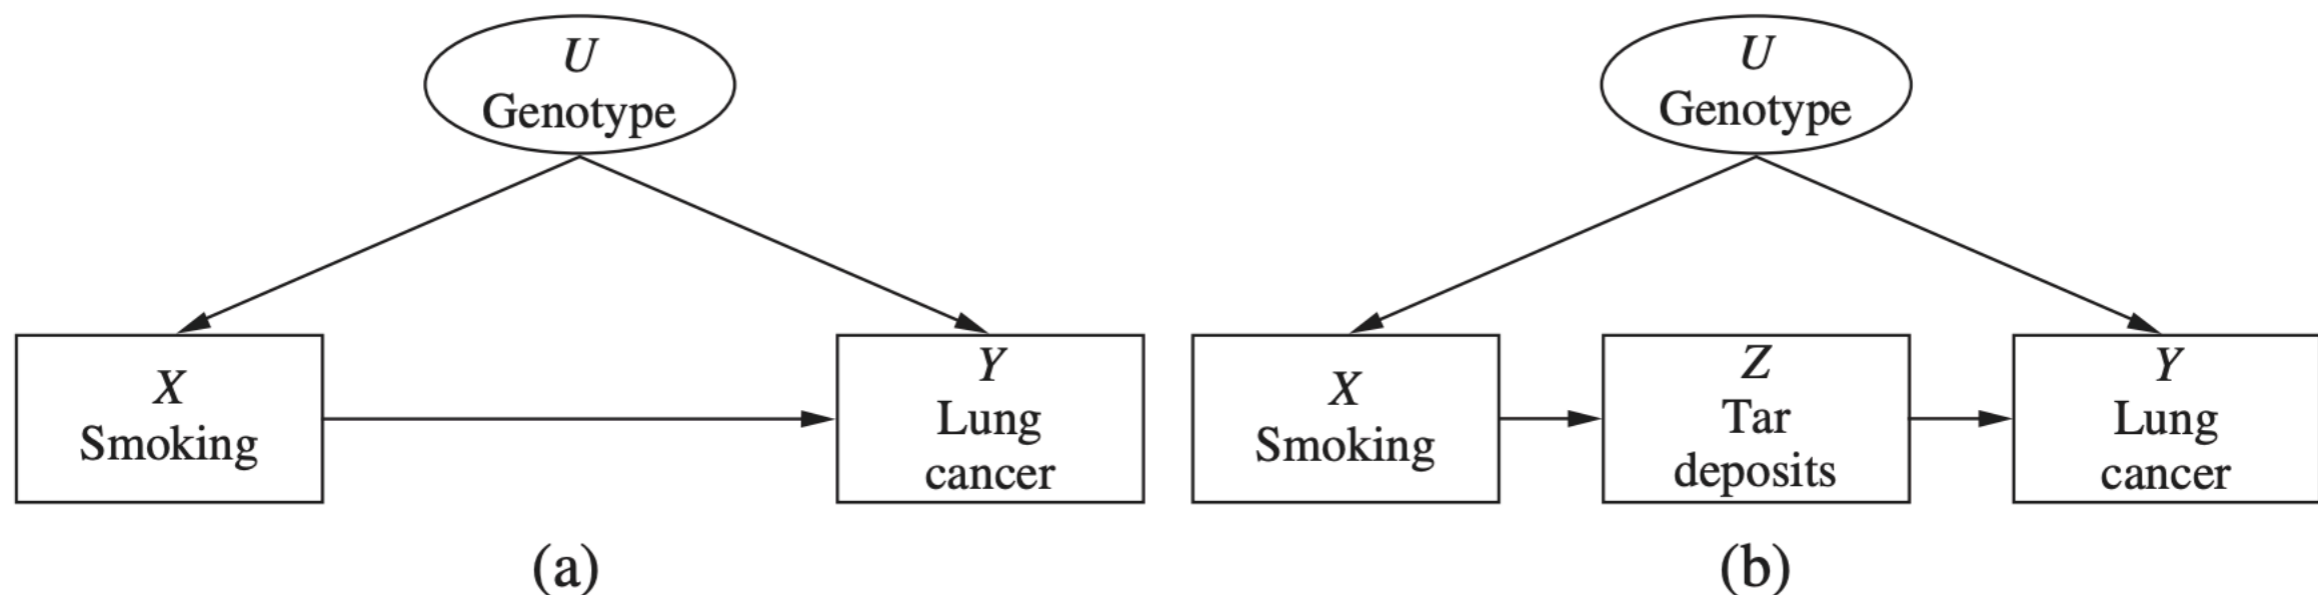 U
Genotype
X
Smoking
Y
Lung
cancer
(a)
U
Genotype
X
Smoking
Z
Tar
deposits
Y
Lung
cancer
(b)